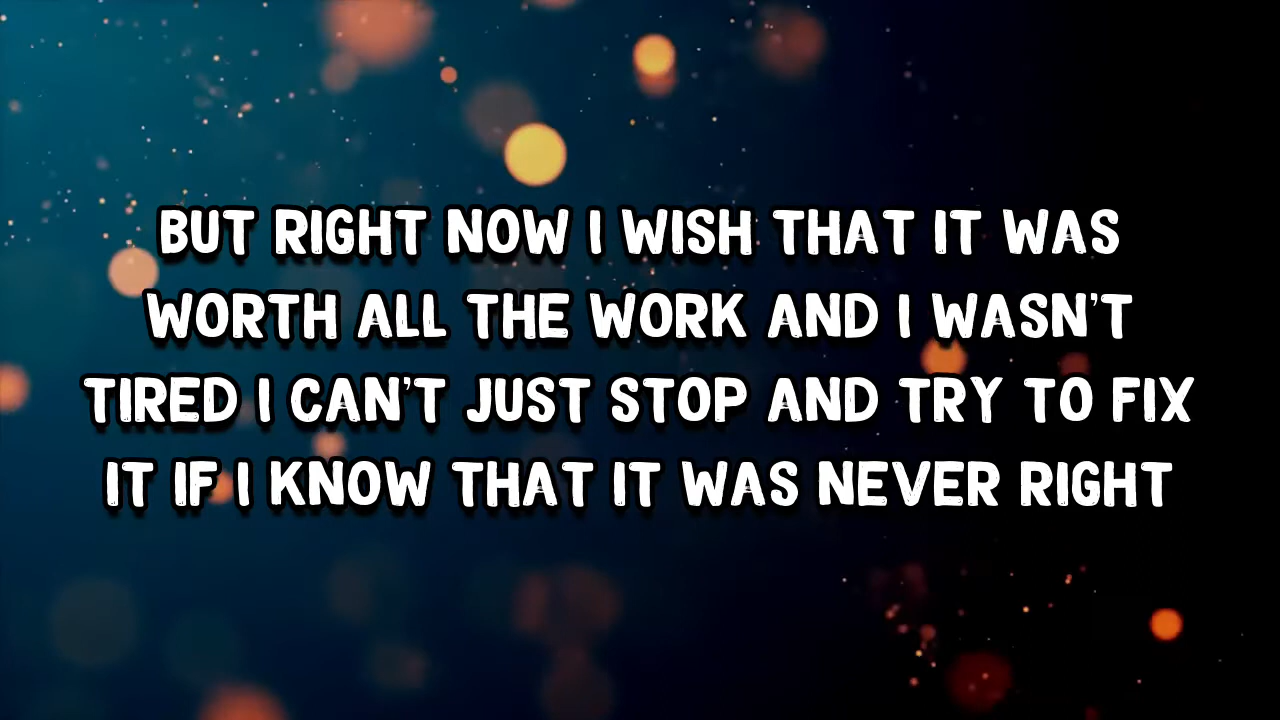 BUT RIGHT NOW I WISH THAT IT WAS
WORTH ALL THE WORK AND I WASN'T
TIRED I CAN'T JUST STOP AND TRY TO FIX
IT IF I KNOW THAT IT WAS NEVER RIGHT